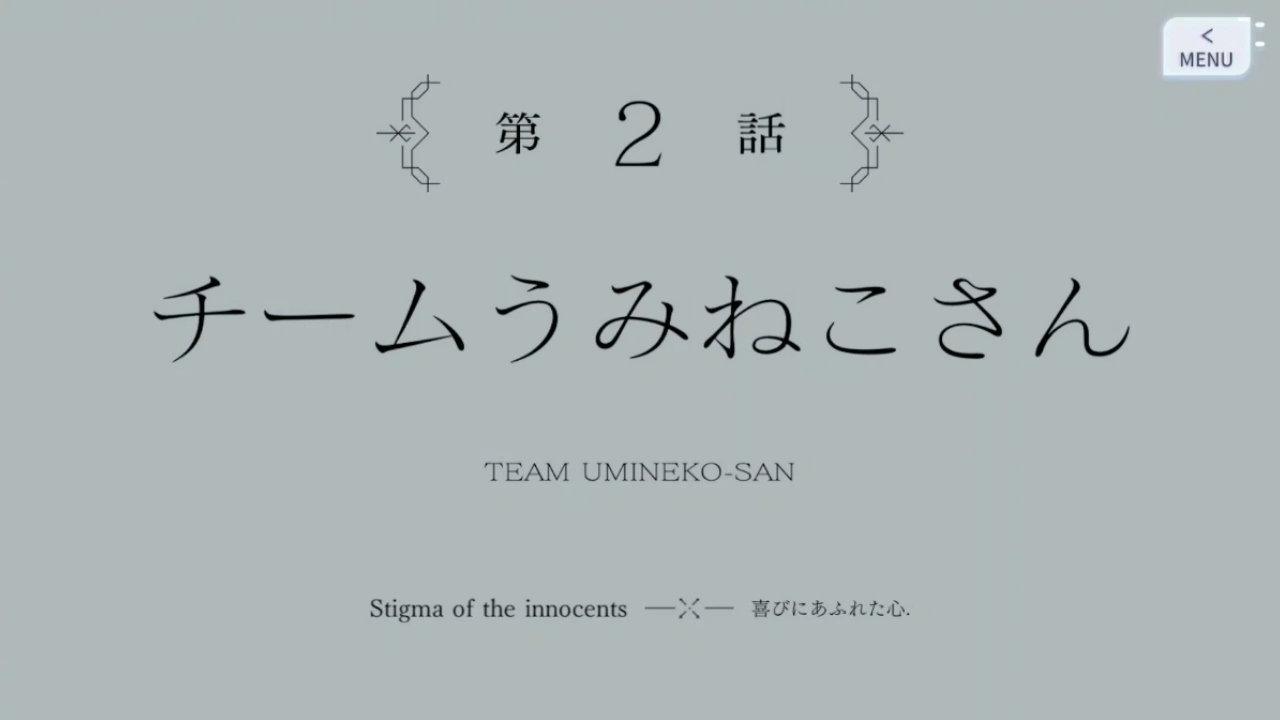 <
MENU
第 2 話
チームうみねこさん
TEAM UMINEKO-SAN
Stigma of the innocents 喜びにあふれた心.